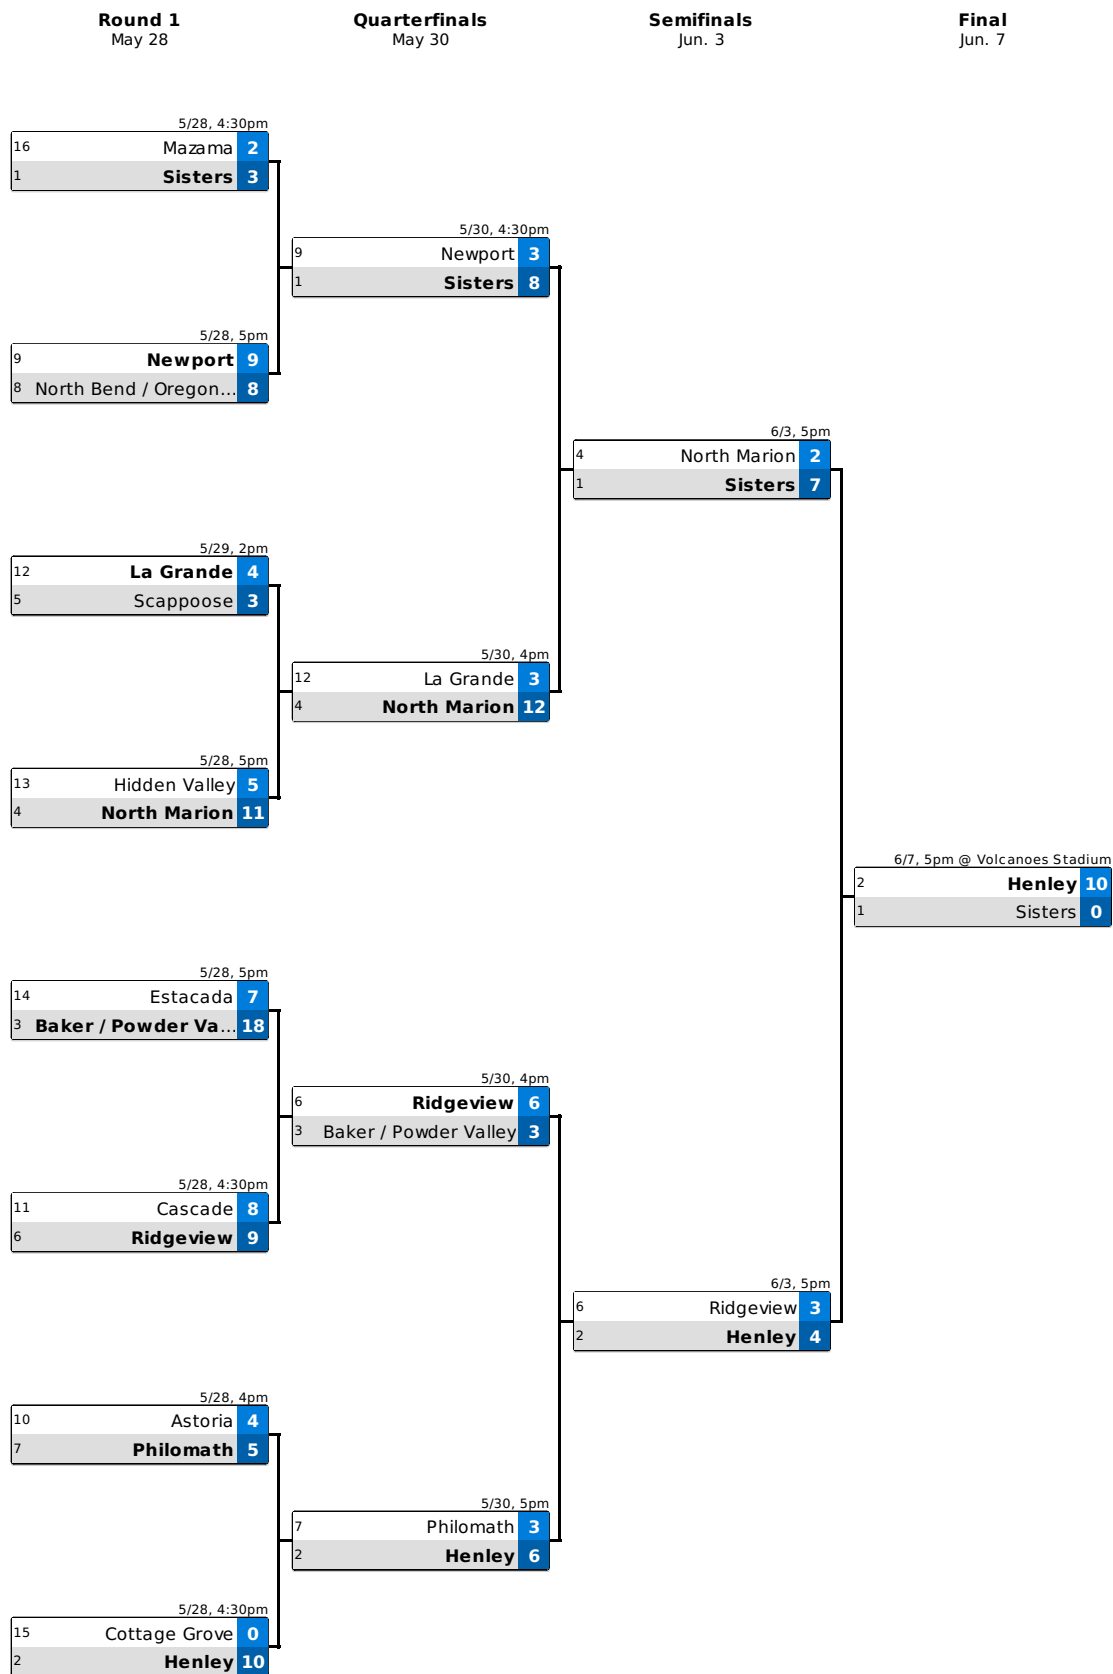 Round 1
May 28
Quarterfinals
May 30
Semifinals
Jun. 3
Final
Jun. 7
5/28, 4:30pm
16 Mazama 2
1 Sisters 3
5/28, 5pm
9 Newport 9
8 North Bend / Oregon... 8
5/29, 2pm
12 La Grande 4
5 Scappoose 3
5/28, 5pm
13 Hidden Valley 5
4 North Marion 11
5/28, 5pm
14 Estacada 7
3 Baker / Powder Va... 18
5/28, 4:30pm
11 Cascade 8
6 Ridgeview 9
5/28, 4pm
10 Astoria 4
7 Philomath 5
5/28, 4:30pm
15 Cottage Grove 0
2 Henley 10
5/30, 4:30pm
9 Newport 3
1 Sisters 8
5/30, 4pm
12 La Grande 3
4 North Marion 12
5/30, 4pm
6 Ridgeview 6
3 Baker / Powder Valley 3
5/30, 5pm
7 Philomath 3
2 Henley 6
6/3, 5pm
4 North Marion 2
1 Sisters 7
6/3, 5pm
6 Ridgeview 3
2 Henley 4
6/7, 5pm @ Volcanoes Stadium
2 Henley 10
1 Sisters 0